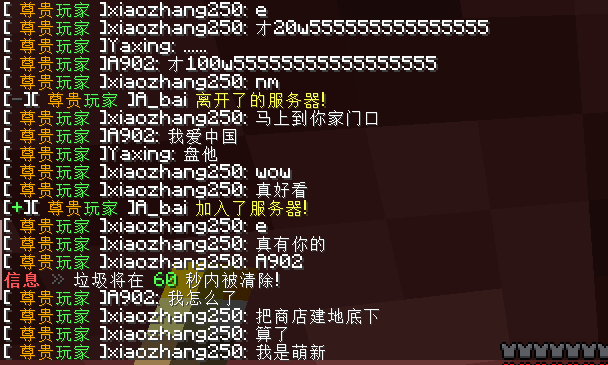 [ 尊贵玩家 ]xiaozhang250: e
[ 尊贵玩家 ]xiaozhang250: 才20w5555555555555555
[ 尊贵玩家 ]Yaxing: ......
[ 尊贵玩家 ]A902: 才100w5555555555555555555
[ 尊贵玩家 ]xiaozhang250: nm
[-][ 尊贵玩家 ]A_bai 离开了的服务器!
[ 尊贵玩家 ]xiaozhang250: 马上到你家门口
[ 尊贵玩家 ]A902: 我爱中国
[ 尊贵玩家 ]Yaxing: 盘他
[ 尊贵玩家 ]xiaozhang250: wow
[ 尊贵玩家 ]xiaozhang250: 真好看
[+][ 尊贵玩家 ]A_bai 加入了服务器!
[ 尊贵玩家 ]xiaozhang250: e
[ 尊贵玩家 ]xiaozhang250: 真有你的
[ 尊贵玩家 ]xiaozhang250: A902
信息 » 垃圾将在 60 秒内被清除!
[ 尊贵玩家 ]A902: 我怎么了
[ 尊贵玩家 ]xiaozhang250: 把商店建地底下
[ 尊贵玩家 ]xiaozhang250: 算了
[ 尊贵玩家 ]xiaozhang250: 我是萌新